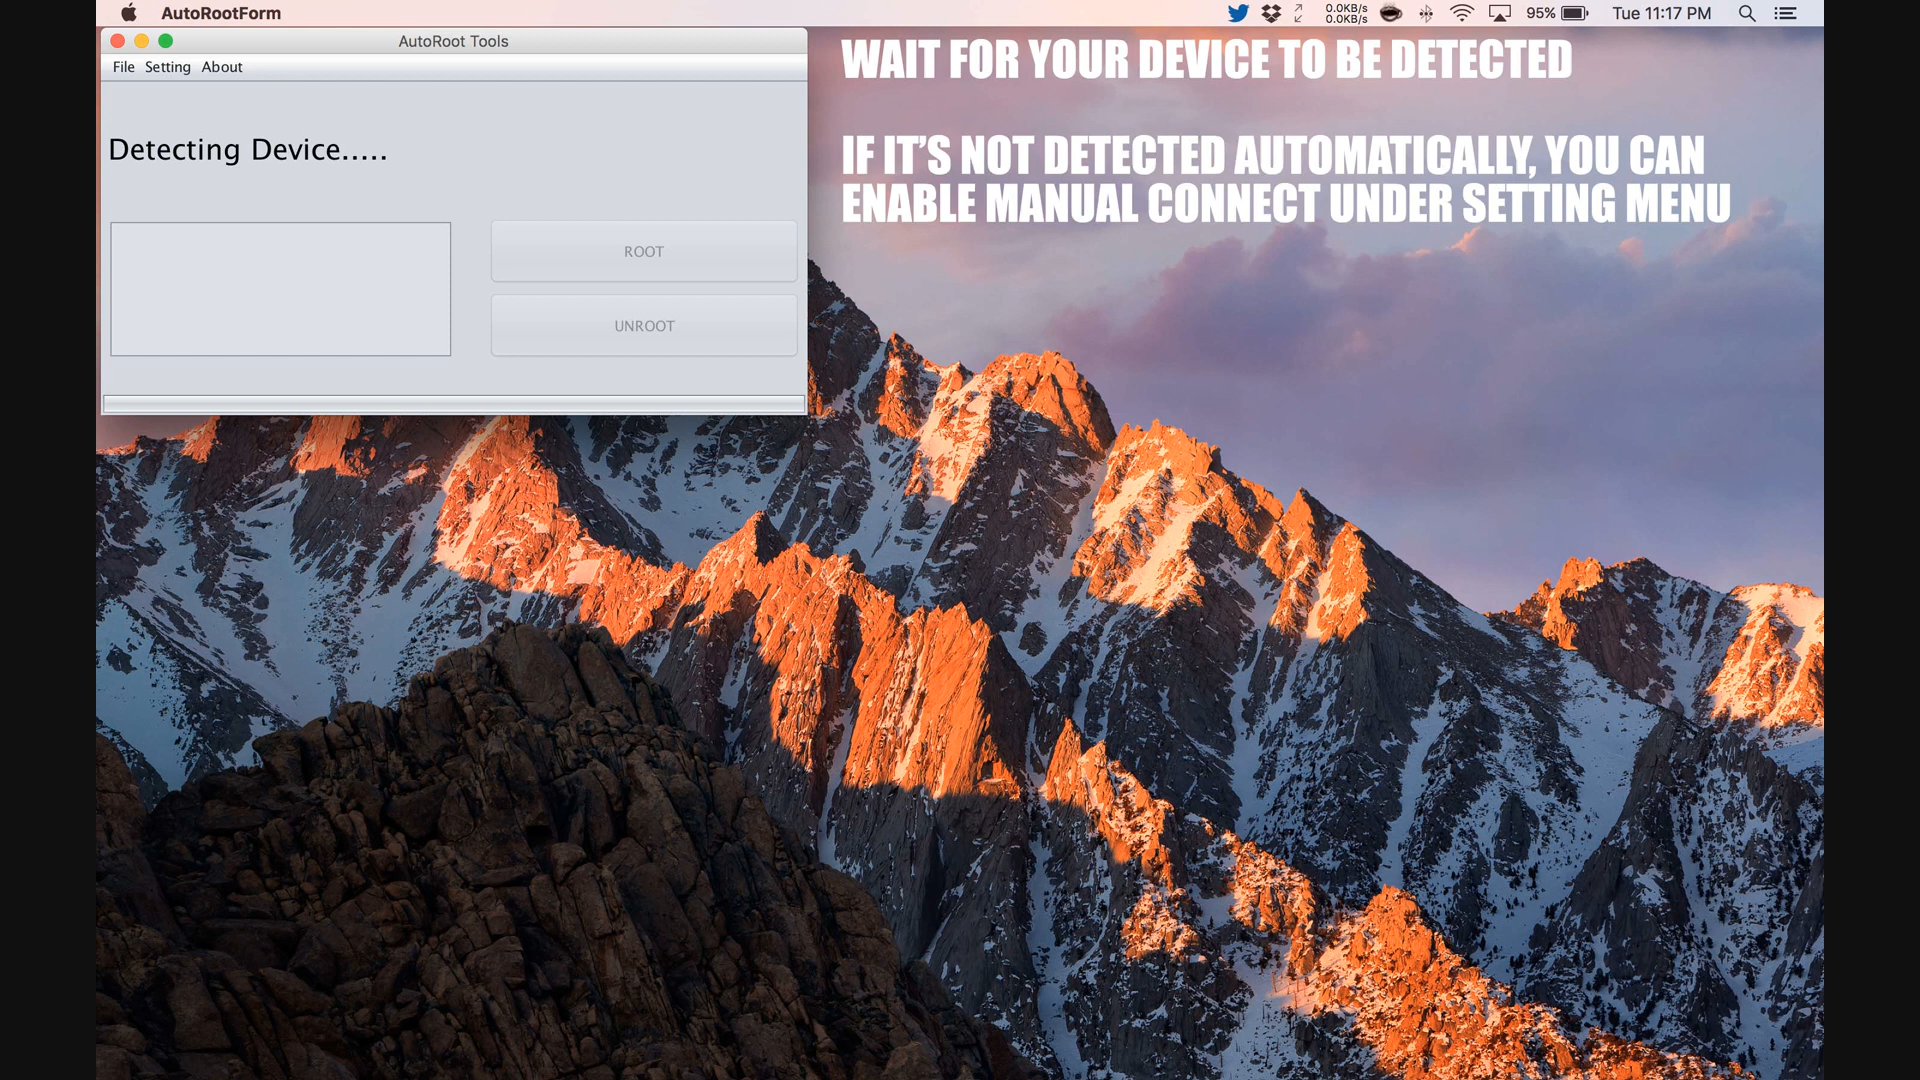 AutoRootForm
0.0KB/s
0.0KB/s
95%
Tue 11:17 PM
AutoRoot Tools
File Setting About
Detecting Device.....
ROOT
UNROOT
WAIT FOR YOUR DEVICE TO BE DETECTED
IF IT'S NOT DETECTED AUTOMATICALLY, YOU CAN
ENABLE MANUAL CONNECT UNDER SETTING MENU